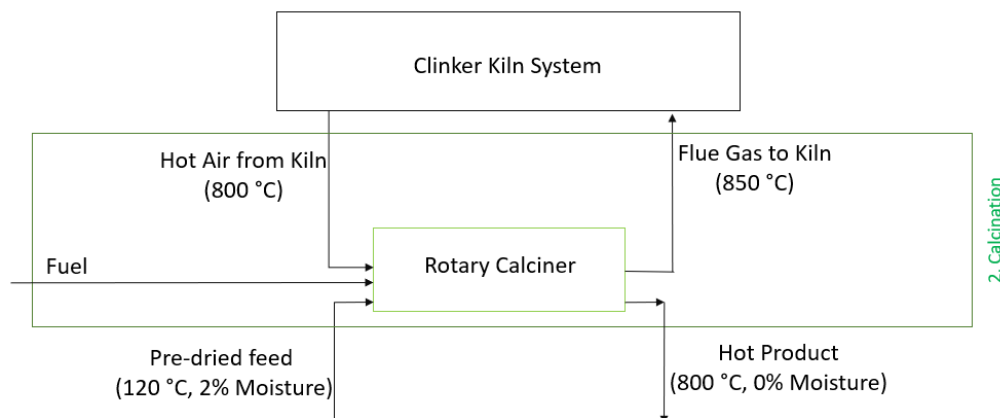 Clinker Kiln System
Hot Air from Kiln
(800 °C)
Flue Gas to Kiln
(850 °C)
2. Calcination
Fuel
Rotary Calciner
Pre-dried feed
(120 °C, 2% Moisture)
Hot Product
(800 °C, 0% Moisture)